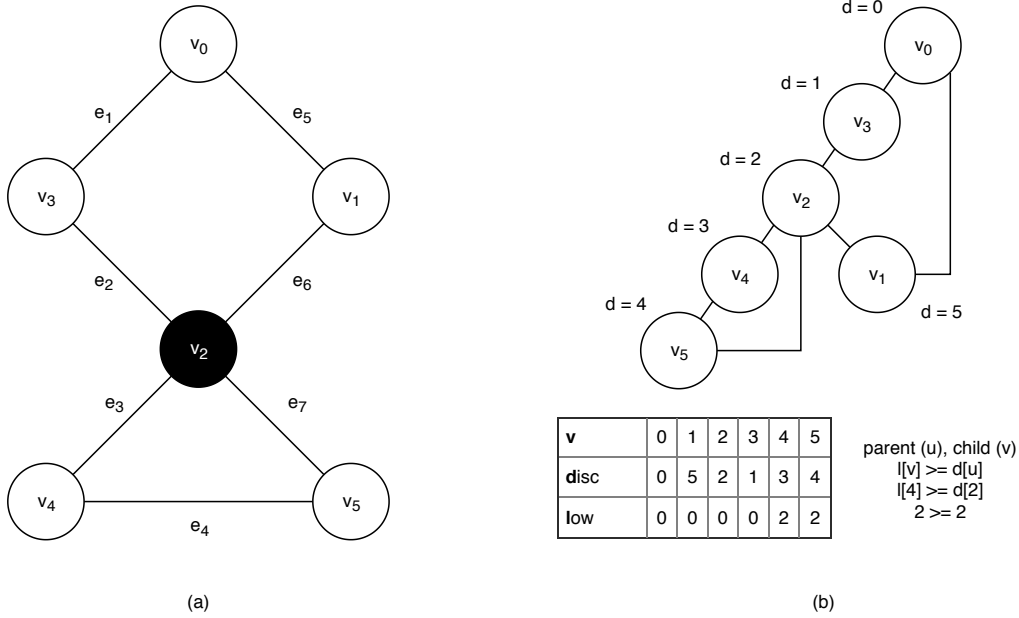 v0
e1
e5
v3
v1
e2
e6
v2
e3
e7
v4
v5
e4
(a)
d = 0
v0
d = 1
v3
d = 2
v2
d = 3
v4
v1
d = 4
d = 5
v5
v 0 1 2 3 4 5
disc 0 5 2 1 3 4
low 0 0 0 0 2 2
parent (u), child (v)
l[v] >= d[u]
l[4] >= d[2]
2 >= 2
(b)